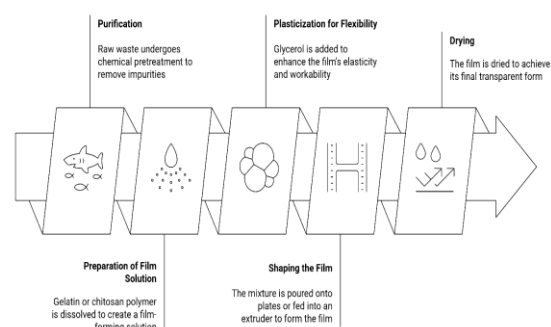 Purification
Raw waste undergoes
chemical pretreatment to
remove impurities
Plasticization for Flexibility
Glycerol is added to
enhance the film's elasticity
and workability
Drying
The film is dried to achieve
its final transparent form
Preparation of Film
Solution
Gelatin or chitosan polymer
is dissolved to create a film-
forming solution
Shaping the Film
The mixture is poured onto
plates or fed into an
extruder to form the film